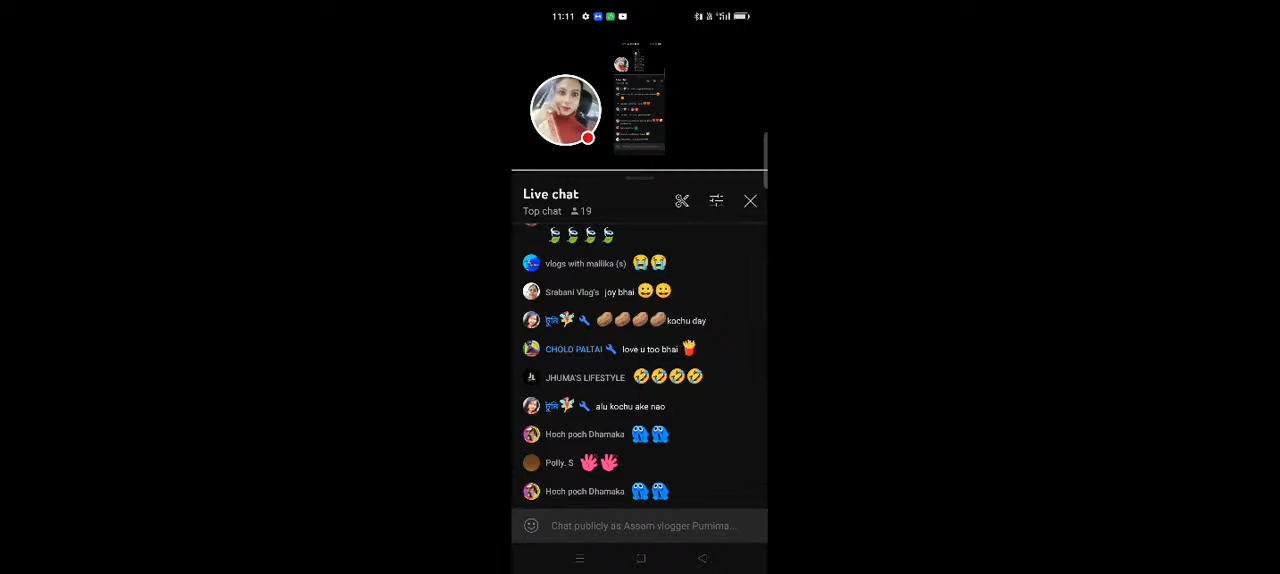 11:11
Live chat
Top chat 19
vlogs with mallika (s)
Srabani Vlog's joy bhai
টুসি kochu day
CHOLO PALTAI love u too bhai
JL JHUMA'S LIFESTYLE
টুসি alu kochu ake nao
Hoch poch Dhamaka
Polly. S
Hoch poch Dhamaka
Chat publicly as Assam vlogger Purnima...